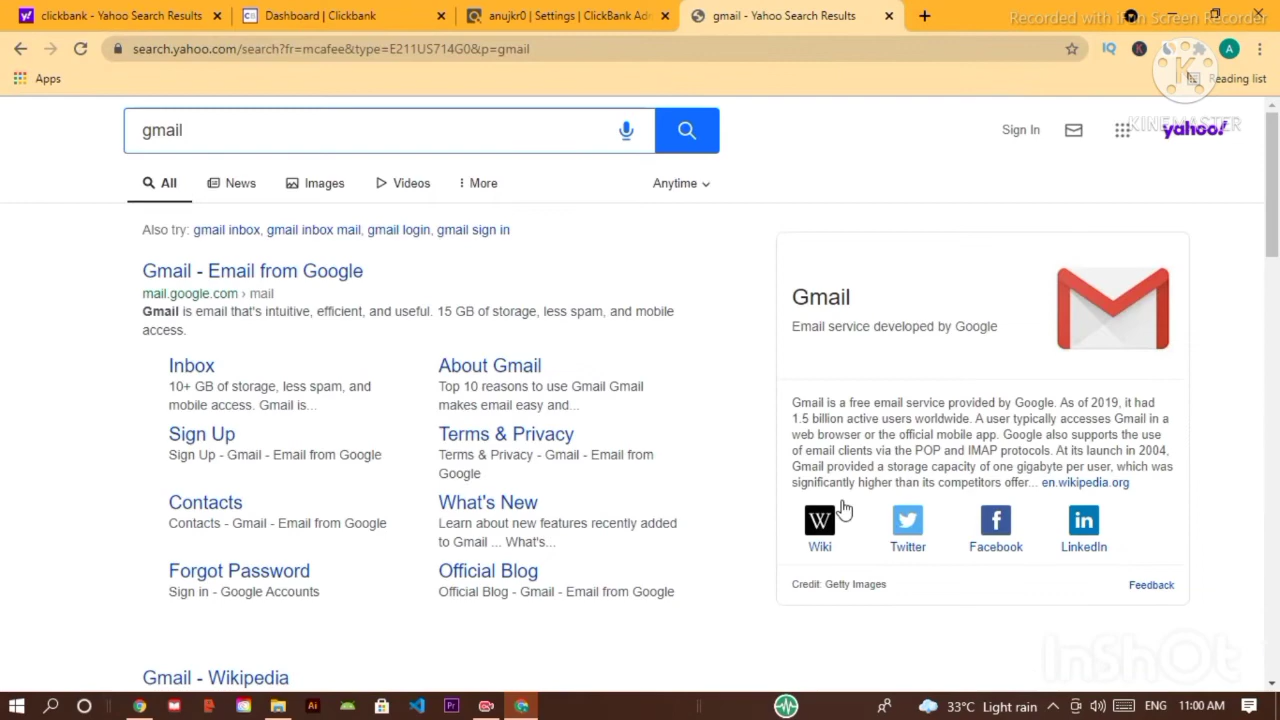 clickbank - Yahoo Search Results
Dashboard | Clickbank
anujkr0 | Settings | ClickBank Ad
gmail - Yahoo Search Results
Recorded with iFun Screen Recorder
search.yahoo.com/search?fr=mcafee&type=E211US714G0&p=gmail
IQ
K
A
Apps
Reading list
K
KINEMASTER
gmail
Sign In
yahoo!
All
News
Images
Videos
More
Anytime
Also try: gmail inbox, gmail inbox mail, gmail login, gmail sign in
Gmail - Email from Google
mail.google.com › mail
Gmail is email that's intuitive, efficient, and useful. 15 GB of storage, less spam, and mobile
access.
Inbox
10+ GB of storage, less spam, and
mobile access. Gmail is...
About Gmail
Top 10 reasons to use Gmail Gmail
makes email easy and...
Sign Up
Sign Up - Gmail - Email from Google
Terms & Privacy
Terms & Privacy - Gmail - Email from
Google
Contacts
Contacts - Gmail - Email from Google
What's New
Learn about new features recently added
to Gmail ... What's...
Forgot Password
Sign in - Google Accounts
Official Blog
Official Blog - Gmail - Email from Google
Gmail - Wikipedia
Gmail
Email service developed by Google
Gmail is a free email service provided by Google. As of 2019, it had
1.5 billion active users worldwide. A user typically accesses Gmail in a
web browser or the official mobile app. Google also supports the use
of email clients via the POP and IMAP protocols. At its launch in 2004,
Gmail provided a storage capacity of one gigabyte per user, which was
significantly higher than its competitors offer... en.wikipedia.org
W
Wiki
Twitter
Facebook
LinkedIn
Credit: Getty Images
Feedback
InShOt
Ai
Pr
33°C Light rain
ENG
11:00 AM